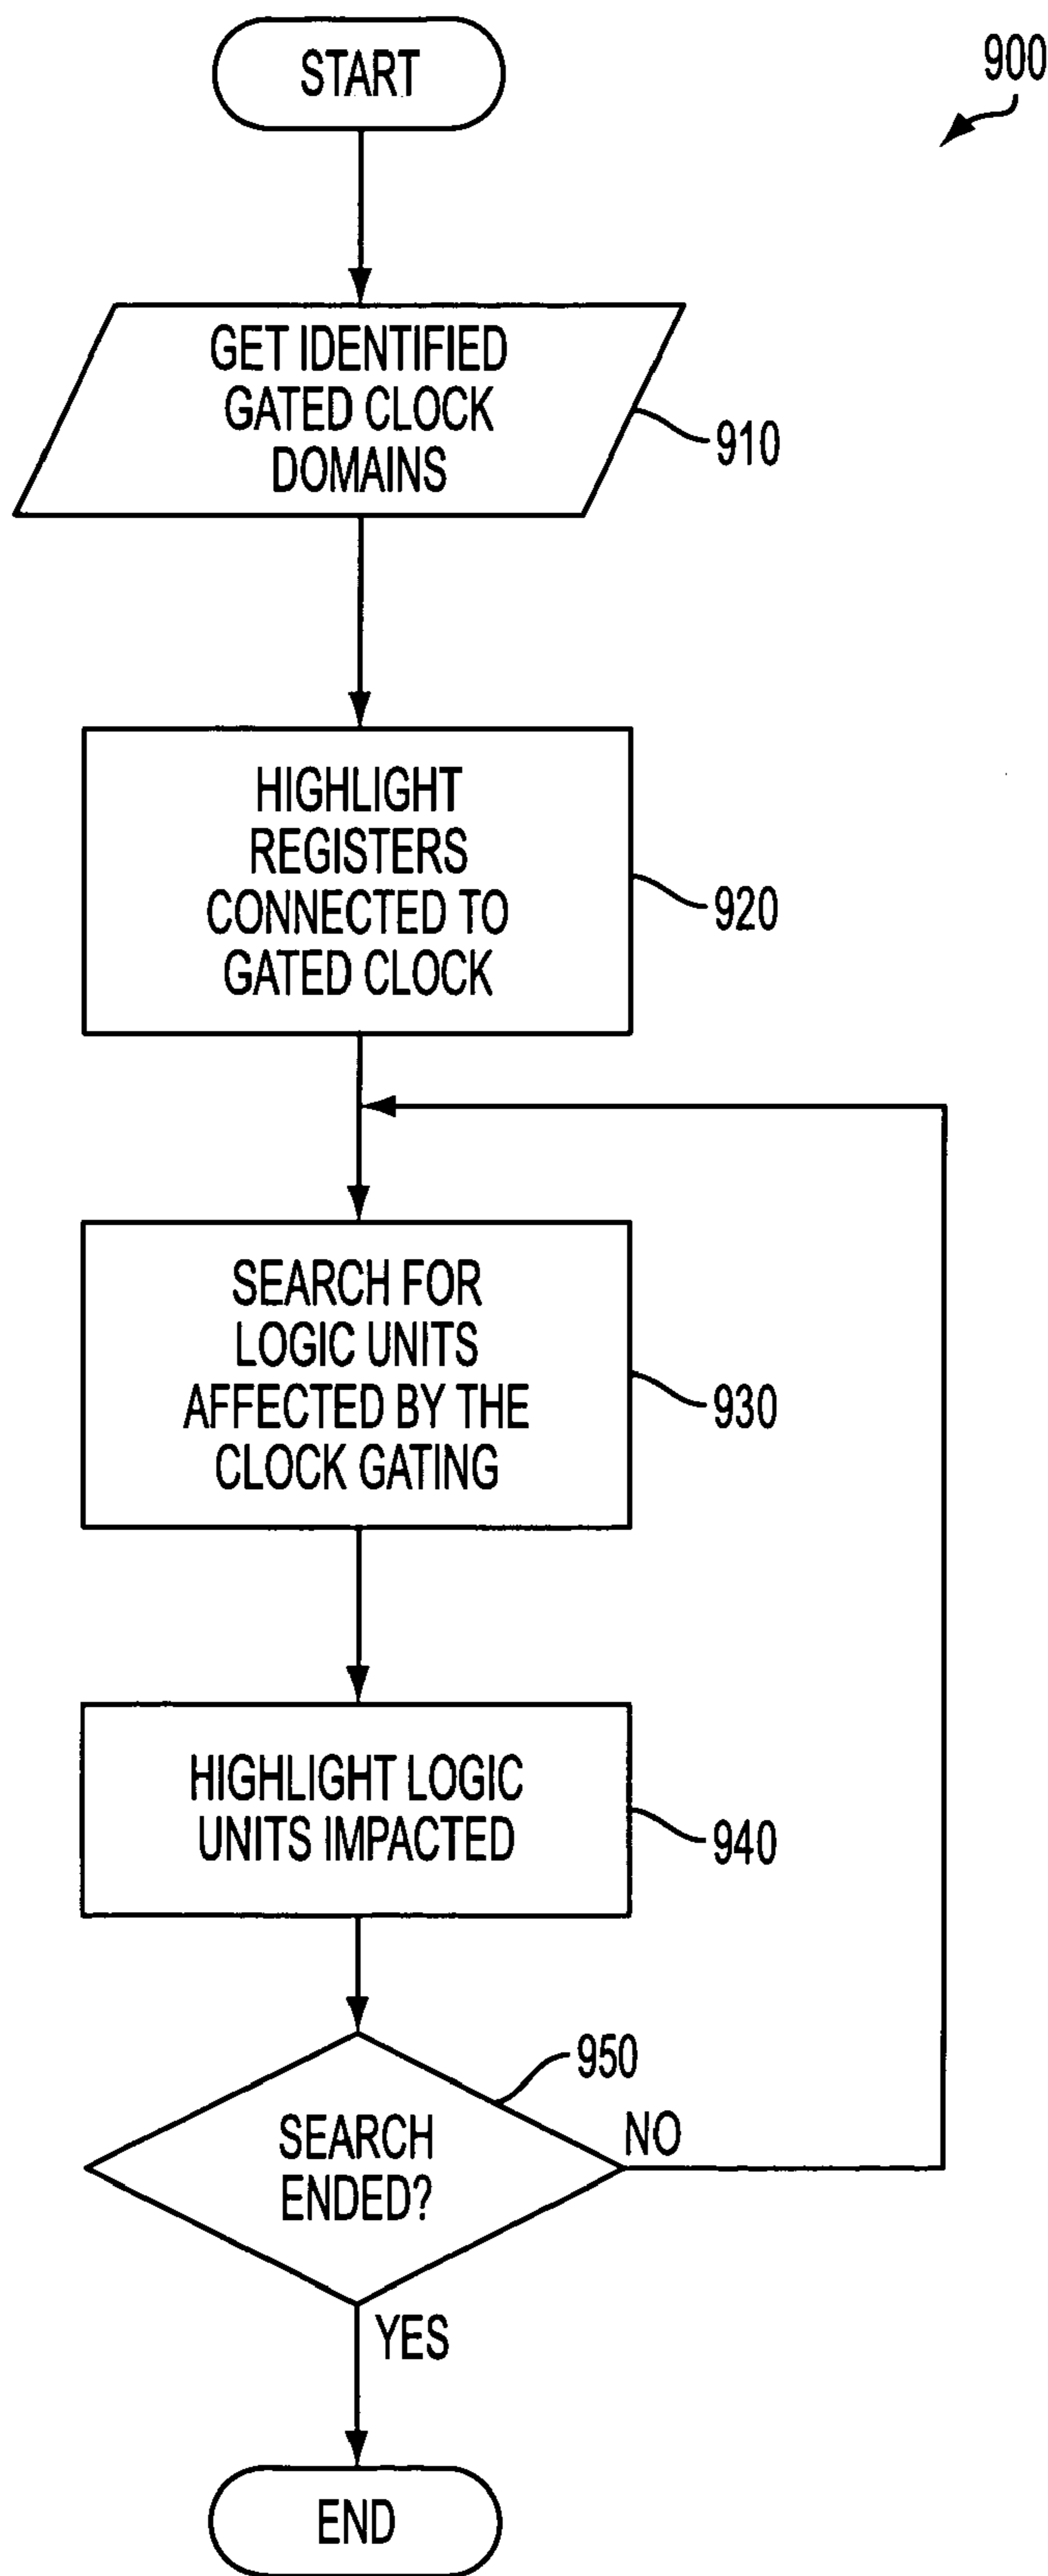 START
900
GET IDENTIFIED
GATED CLOCK
DOMAINS
910
HIGHLIGHT
REGISTERS
CONNECTED TO
GATED CLOCK
920
SEARCH FOR
LOGIC UNITS
AFFECTED BY THE
CLOCK GATING
930
HIGHLIGHT LOGIC
UNITS IMPACTED
940
950
SEARCH
ENDED?
NO
YES
END